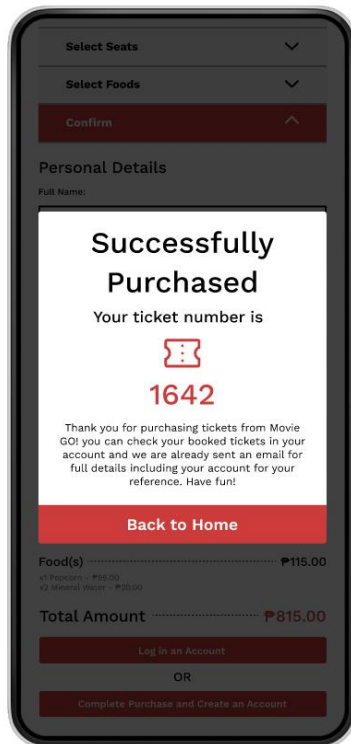 Select Seats
Select Foods
Confirm
Personal Details
Full Name:
Successfully
Purchased
Your ticket number is
1642
Thank you for purchasing tickets from Movie
GO! you can check your booked tickets in your
account and we are already sent an email for
full details including your account for your
reference. Have fun!
Back to Home
Food(s) ₱115.00
x1 Popcorn - ₱95.00
x2 Mineral Water - ₱20.00
Total Amount ₱815.00
Log in an Account
OR
Complete Purchase and Create an Account